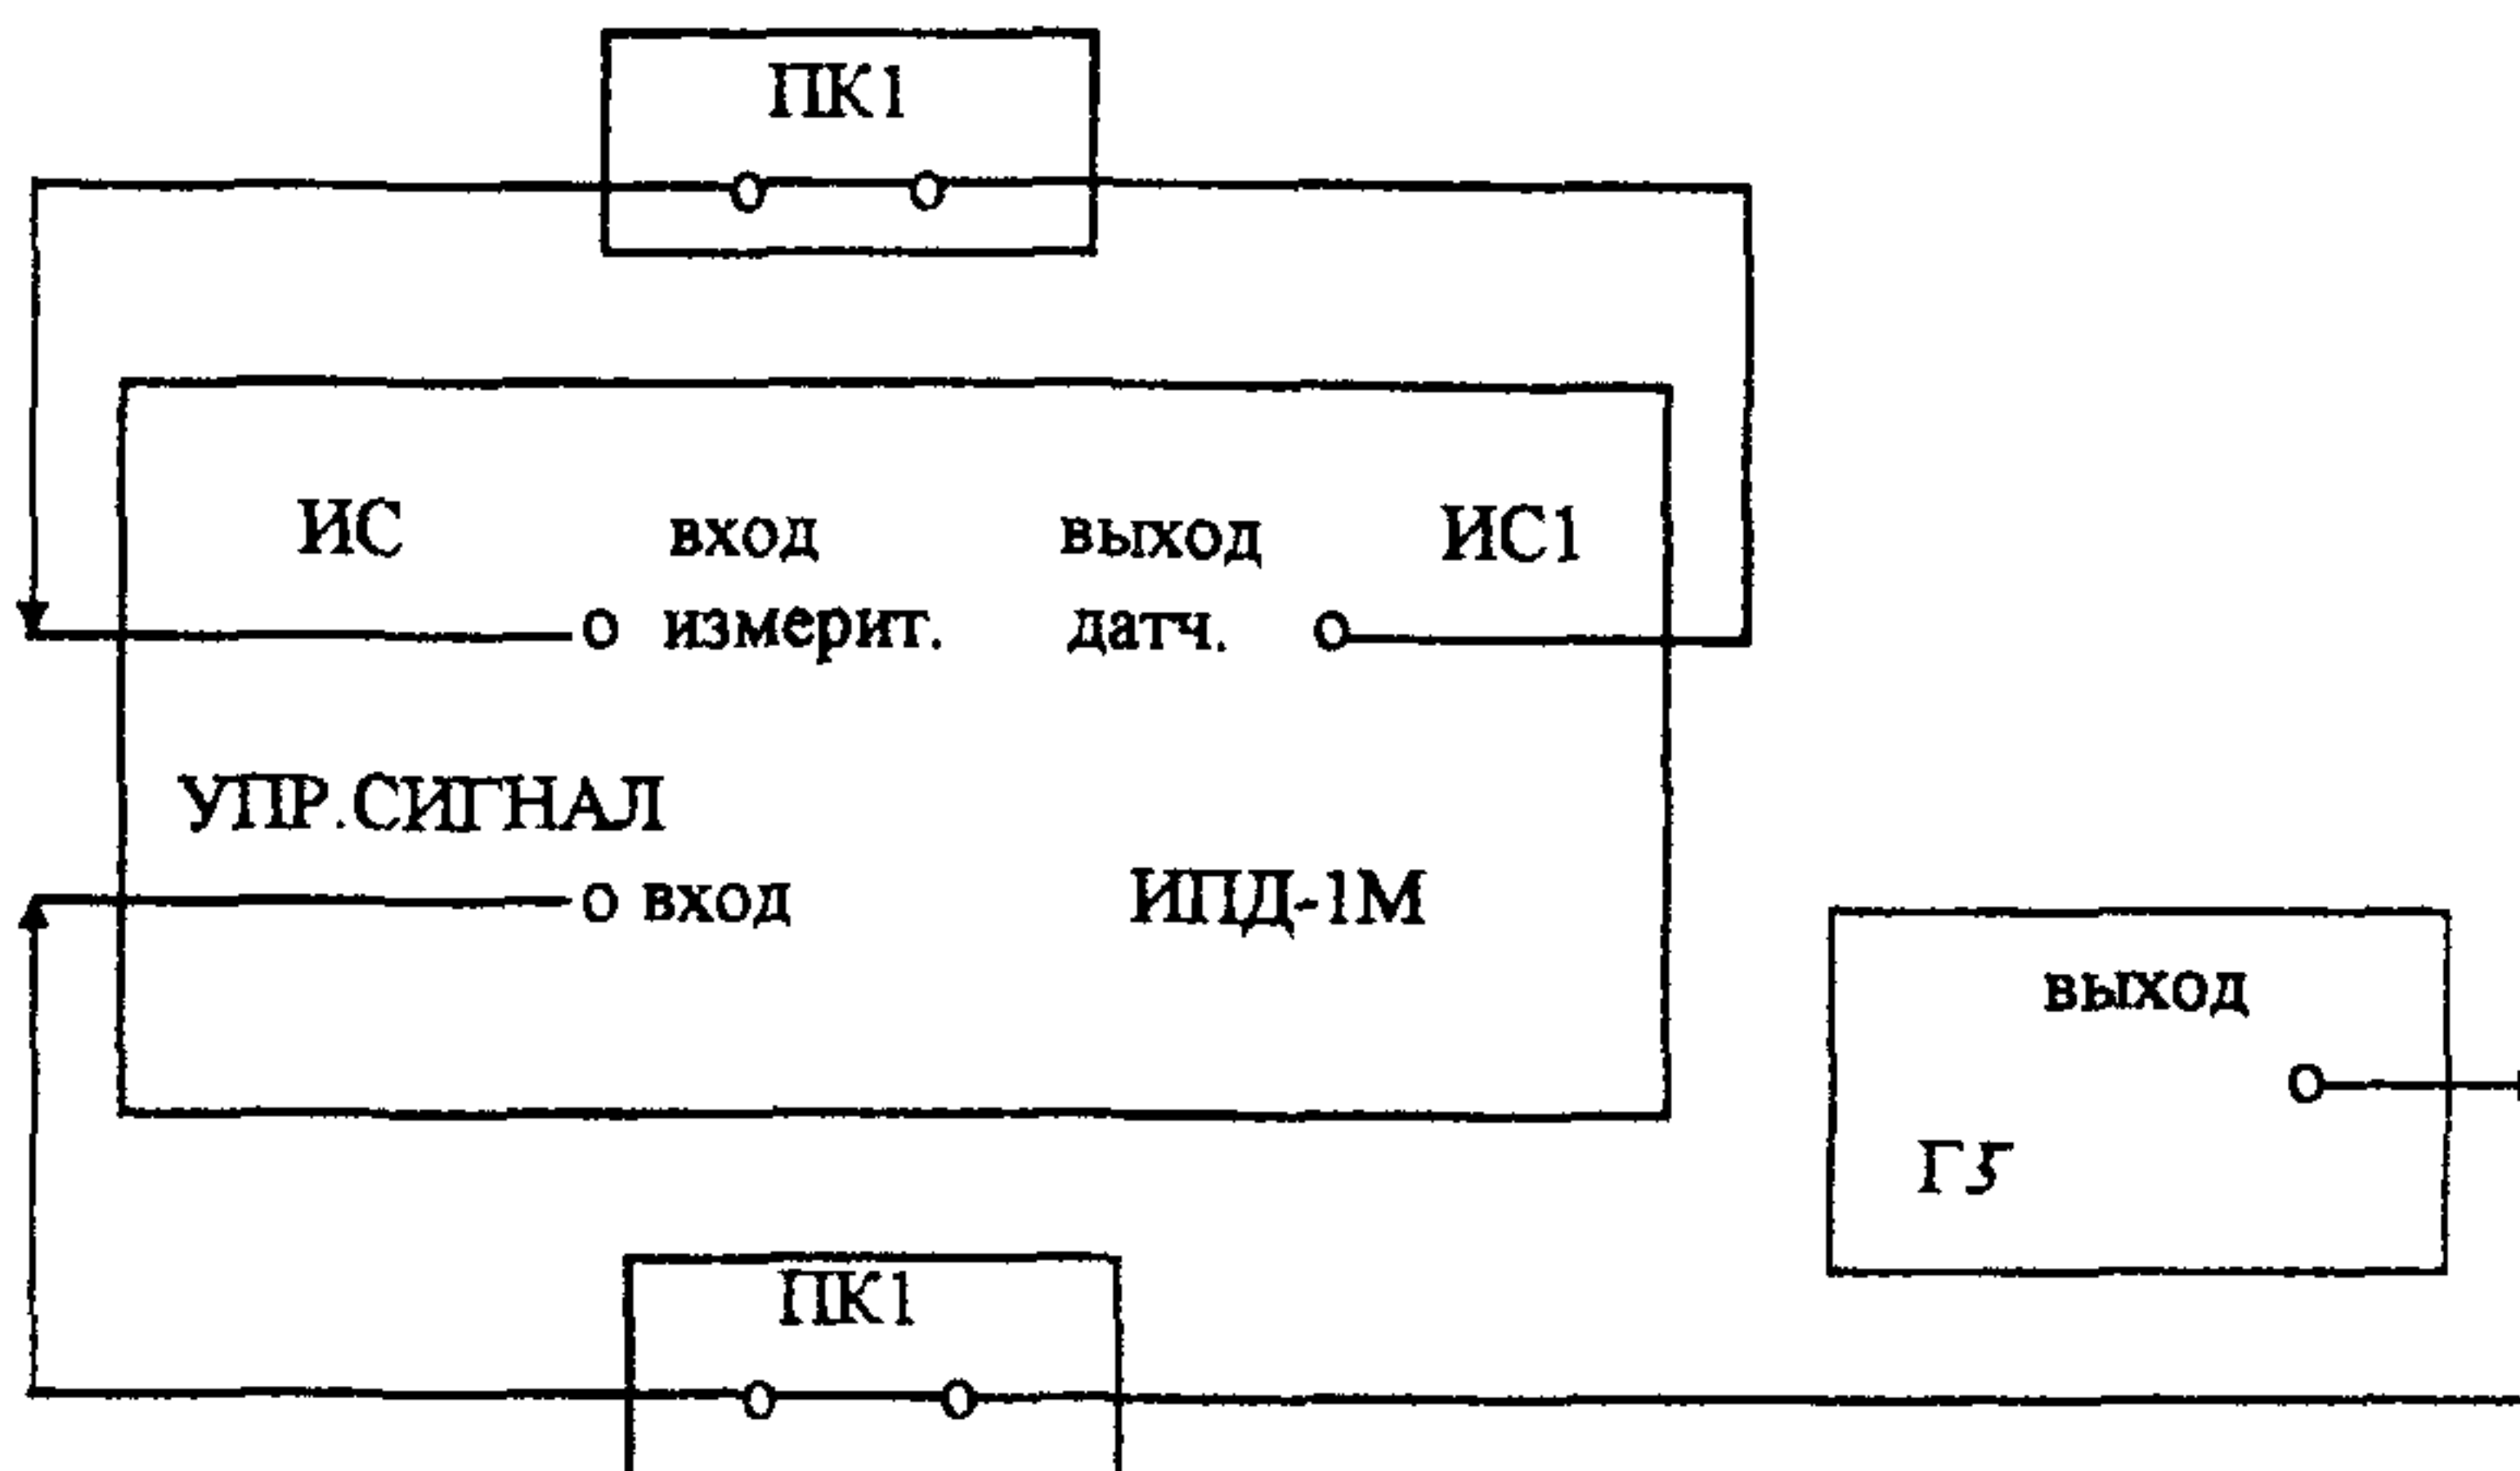 ПК1
ИС вход выход ИС1
измерит. датч.
УПР.СИГНАЛ
вход ИПД-1М
выход
Г5
ПК1